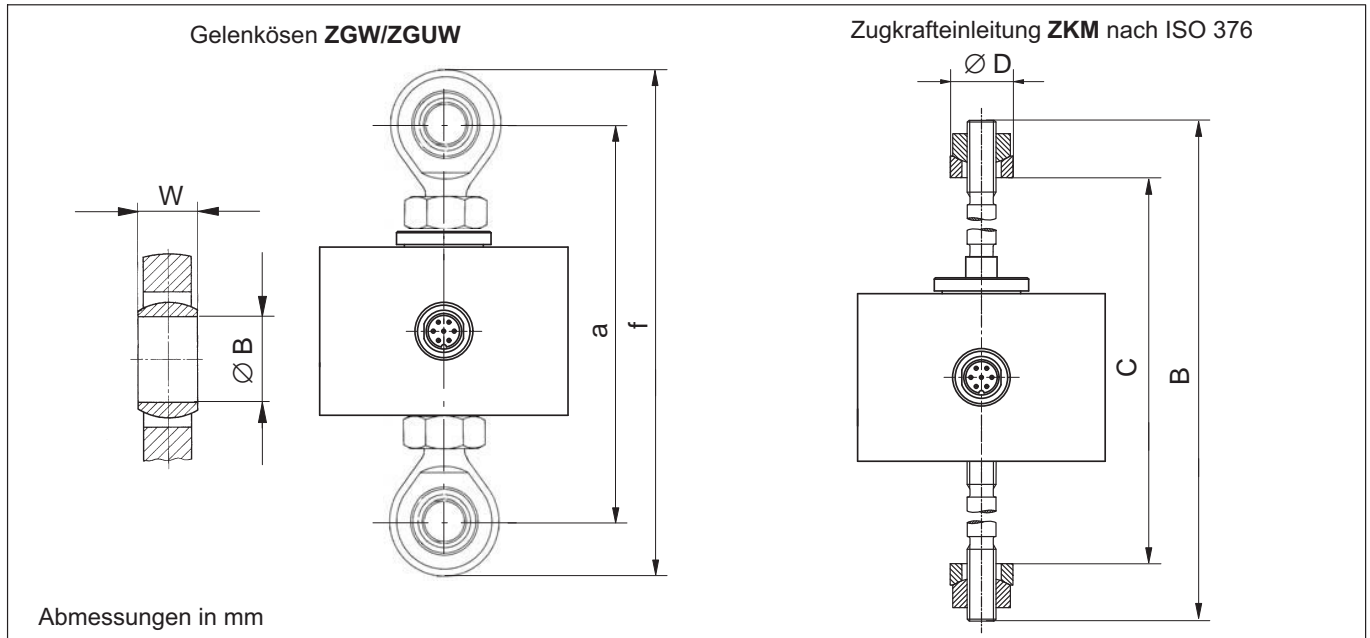 Gelenkösen ZGW/ZGUW
Zugkrafteinleitung ZKM nach ISO 376
∅ D
W
∅ B
a
f
C
B
Abmessungen in mm